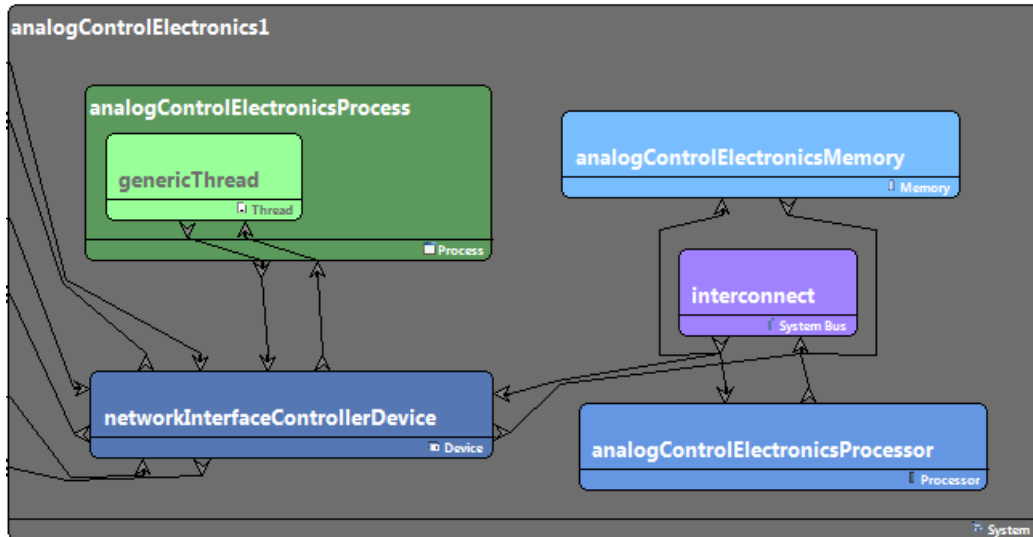 analogControlElectronics1
analogControlElectronicsProcess
genericThread
Thread
Process
analogControlElectronicsMemory
Memory
interconnect
System Bus
networkInterfaceControllerDevice
Device
analogControlElectronicsProcessor
Processor
System